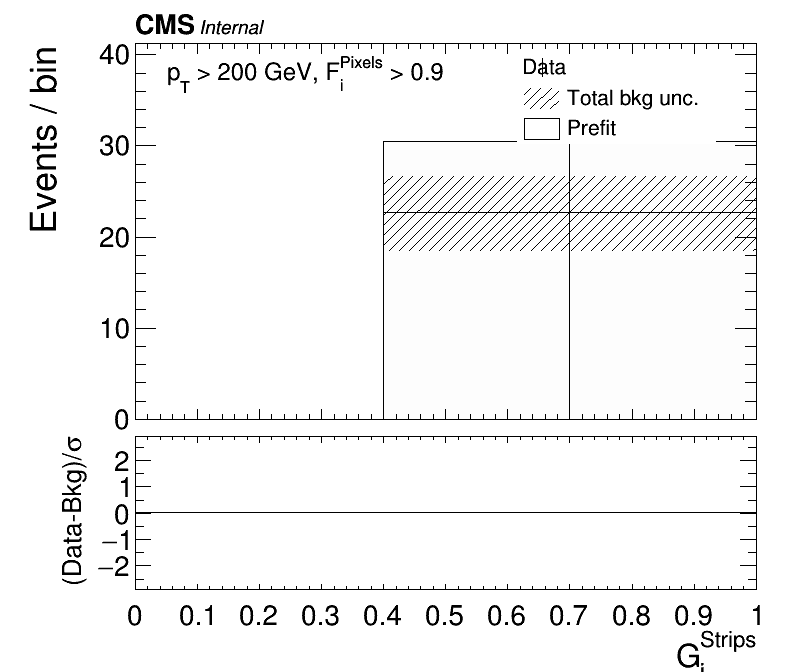 CMS Internal
40
30
20
10
0
Events / bin
p_T > 200 GeV, F_i^Pixels > 0.9
Data
Total bkg unc.
Prefit
2
1
0
−1
−2
(Data-Bkg)/σ
0 0.1 0.2 0.3 0.4 0.5 0.6 0.7 0.8 0.9 1
G_i^Strips